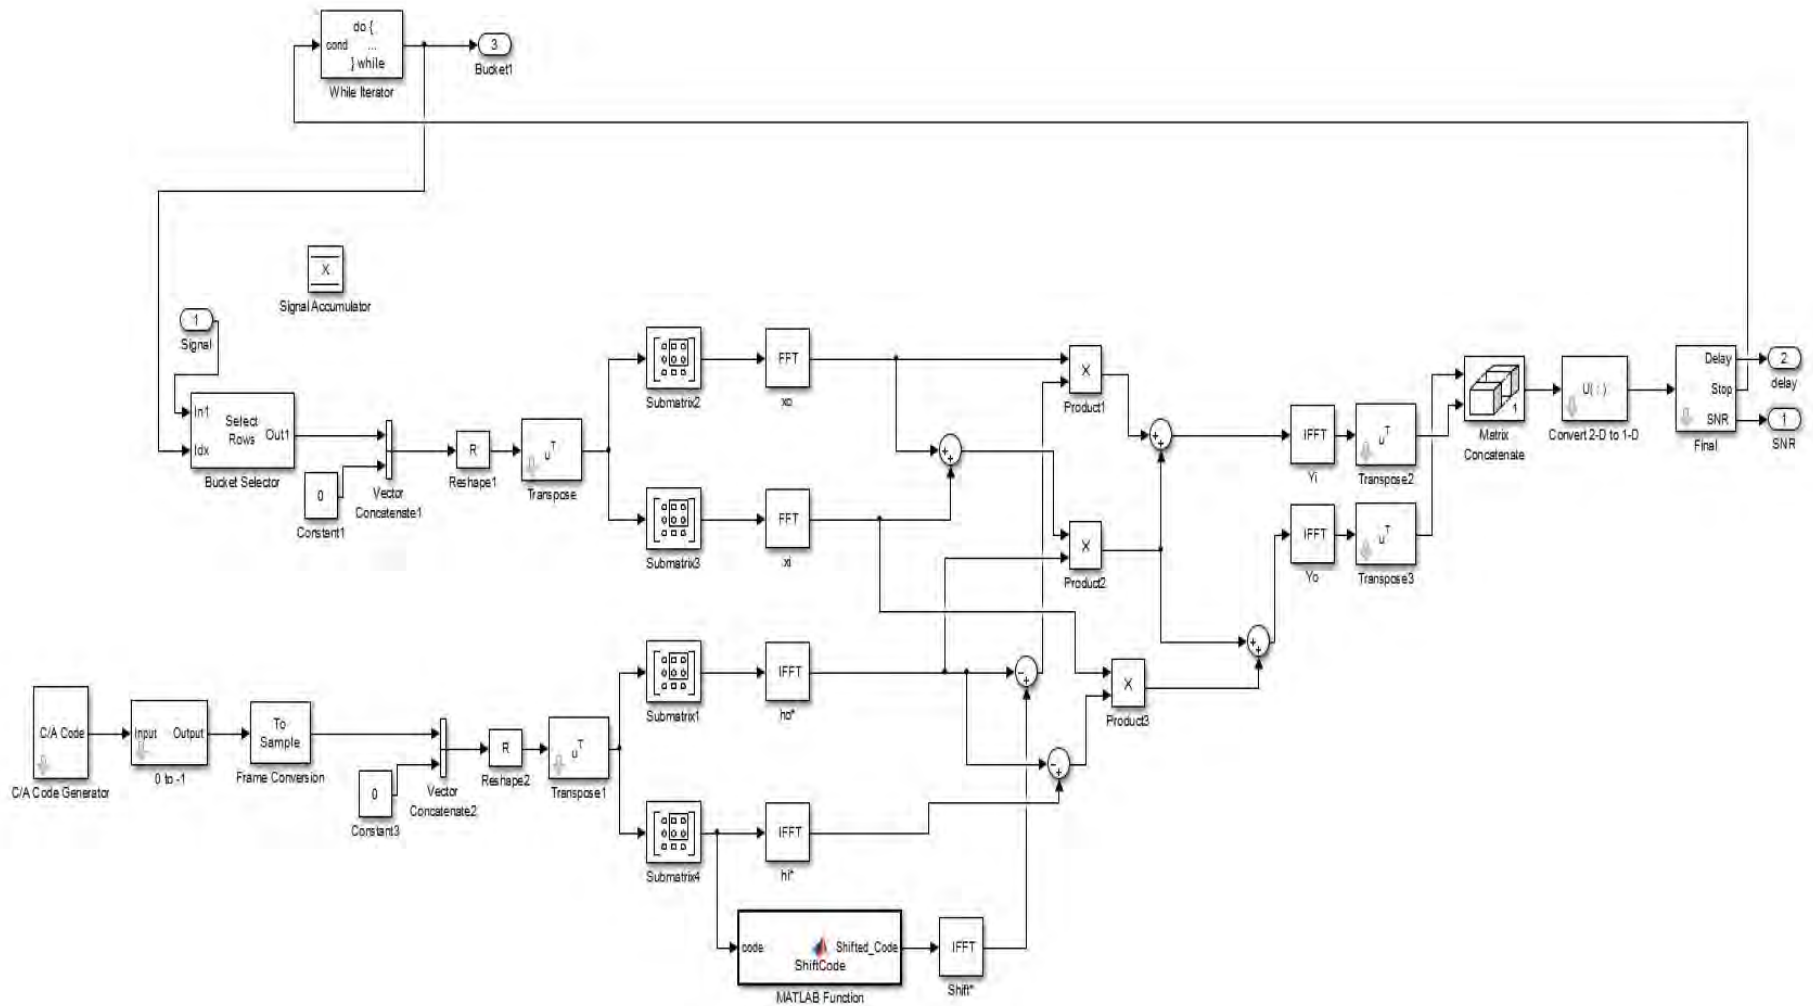 do {
cond ...
} while
While Iterator
3
Bucket1
X
Signal Accumulator
1
Signal
In1
Select
Rows
Out1
Idx
Bucket Selector
0
Constant1
Vector
Concatenate1
R
Reshape1
u^T
Transpose
Submatrix2
FFT
xo
Submatrix3
FFT
xi
+
+
X
Product1
X
Product2
+
+
IFFT
Yi
u^T
Transpose2
IFFT
Yo
u^T
Transpose3
1
Matrix
Concatenate
U( : )
Convert 2-D to 1-D
Delay
Stop
SNR
Final
2
delay
1
SNR
C/A Code
C/A Code Generator
Input Output
0 to -1
To
Sample
Frame Conversion
0
Constant3
Vector
Concatenate2
R
Reshape2
u^T
Transpose1
Submatrix1
IFFT
ho*
Submatrix4
IFFT
hi*
-
+
-
+
X
Product3
+
+
code Shifted_Code
ShiftCode
MATLAB Function
IFFT
Shift*